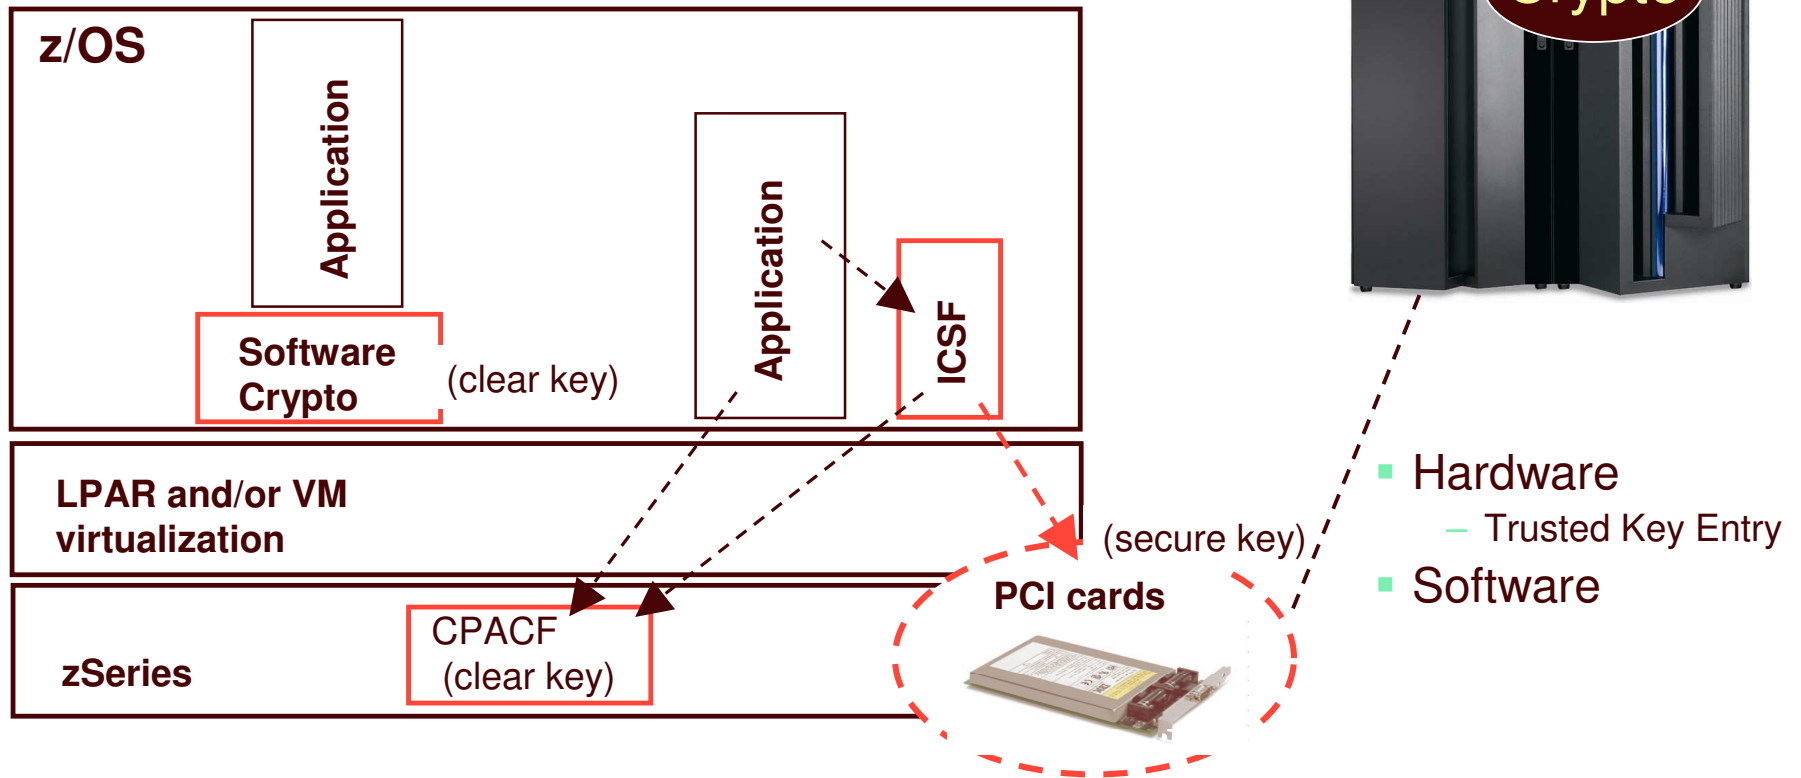 z/OS
Application
Software
Crypto
(clear key)
Application
ICSF
LPAR and/or VM
virtualization
zSeries
CPACF
(clear key)
(secure key)
PCI cards
Crypto
Hardware
– Trusted Key Entry
Software